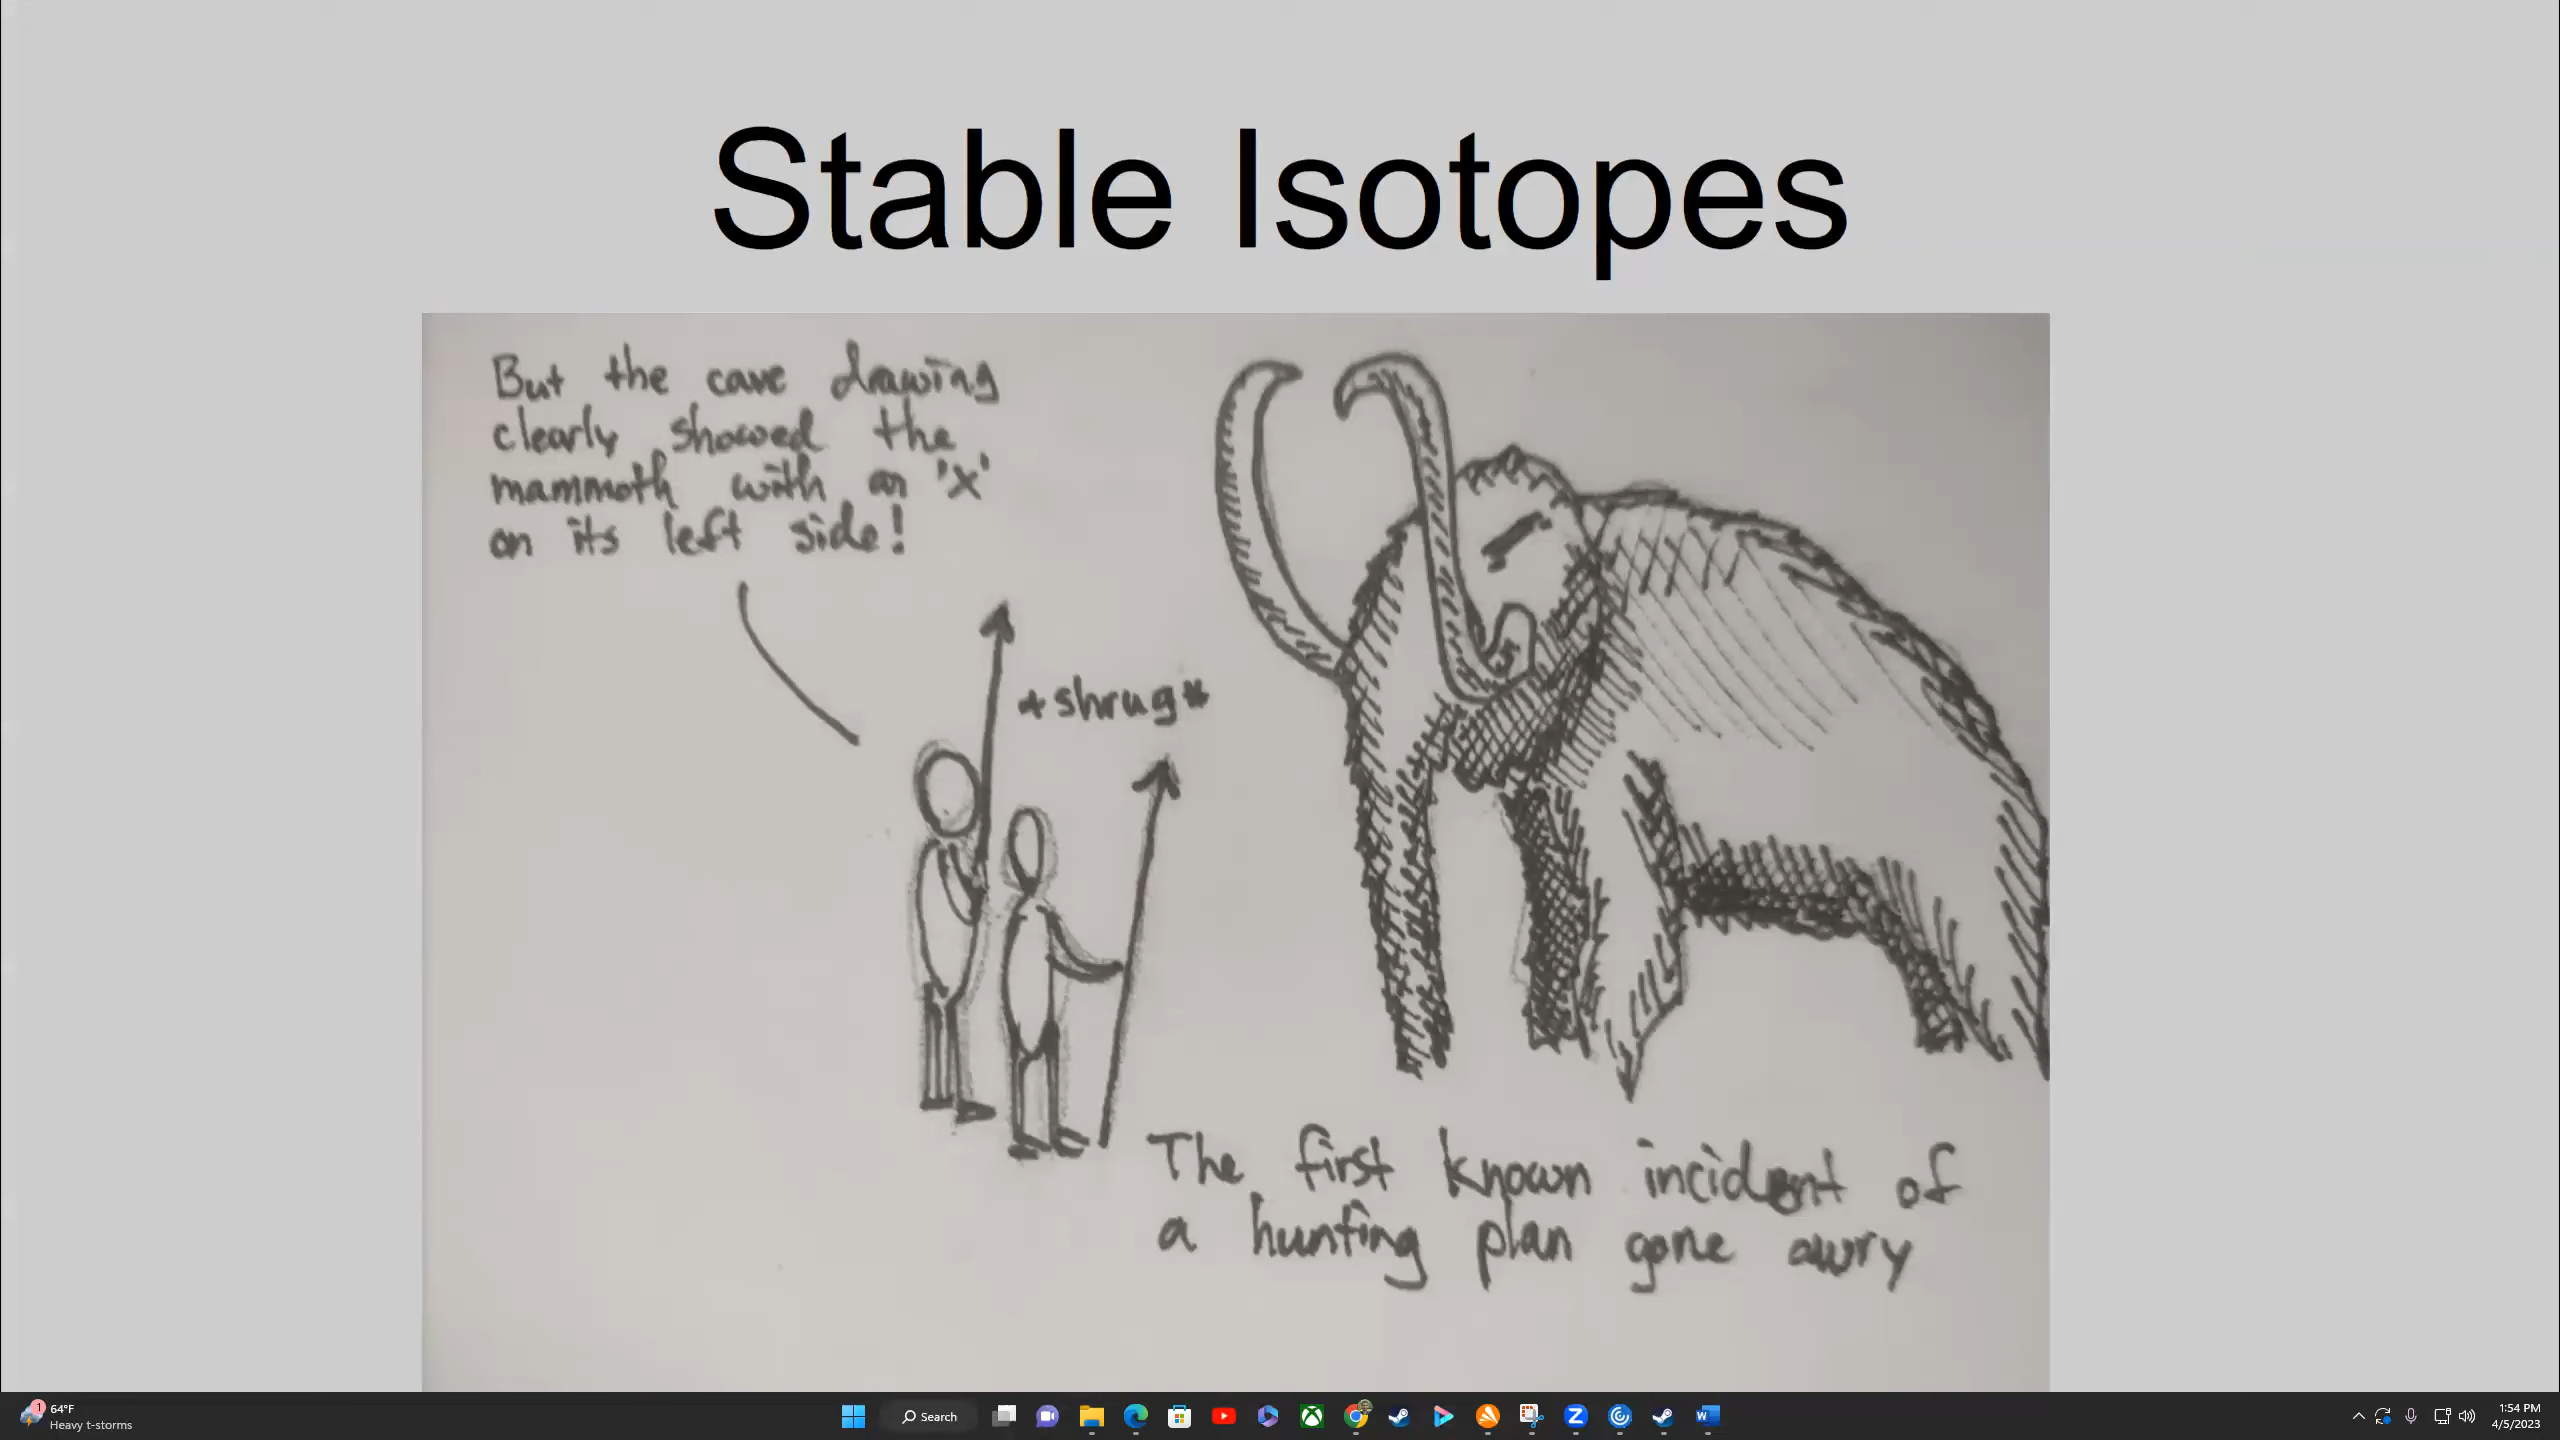 Stable Isotopes
But the cave drawing
clearly showed the
mammoth with an 'X'
on its left side!
*shrug*
The first known incident of
a hunting plan gone awry
1
64°F
Heavy t-storms
Search
1:54 PM
4/5/2023